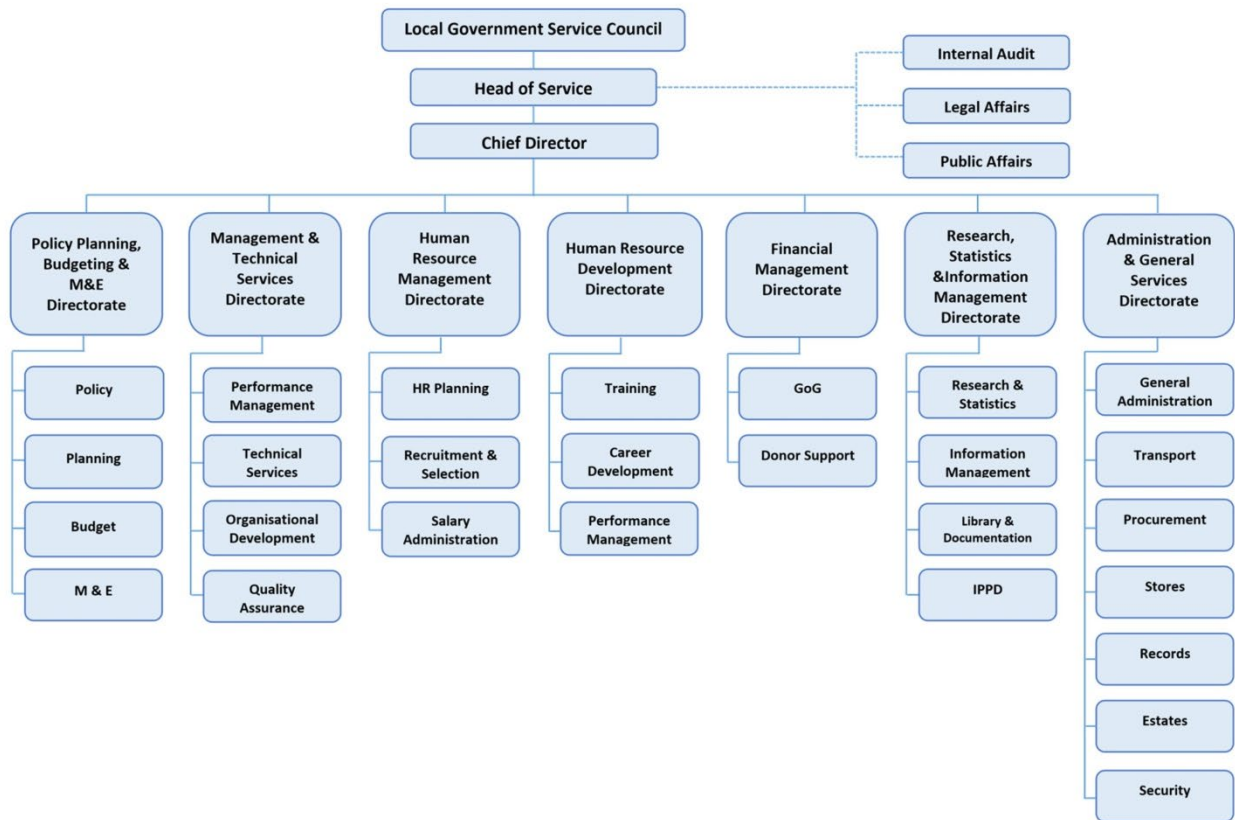 Local Government Service Council
Head of Service
Chief Director
Internal Audit
Legal Affairs
Public Affairs
Policy Planning,
Budgeting &
M&E
Directorate
Policy
Planning
Budget
M & E
Management &
Technical
Services
Directorate
Performance
Management
Technical
Services
Organisational
Development
Quality
Assurance
Human
Resource
Management
Directorate
HR Planning
Recruitment &
Selection
Salary
Administration
Human Resource
Development
Directorate
Training
Career
Development
Performance
Management
Financial
Management
Directorate
GoG
Donor Support
Research,
Statistics
&Information
Management
Directorate
Research &
Statistics
Information
Management
Library &
Documentation
IPPD
Administration
& General
Services
Directorate
General
Administration
Transport
Procurement
Stores
Records
Estates
Security